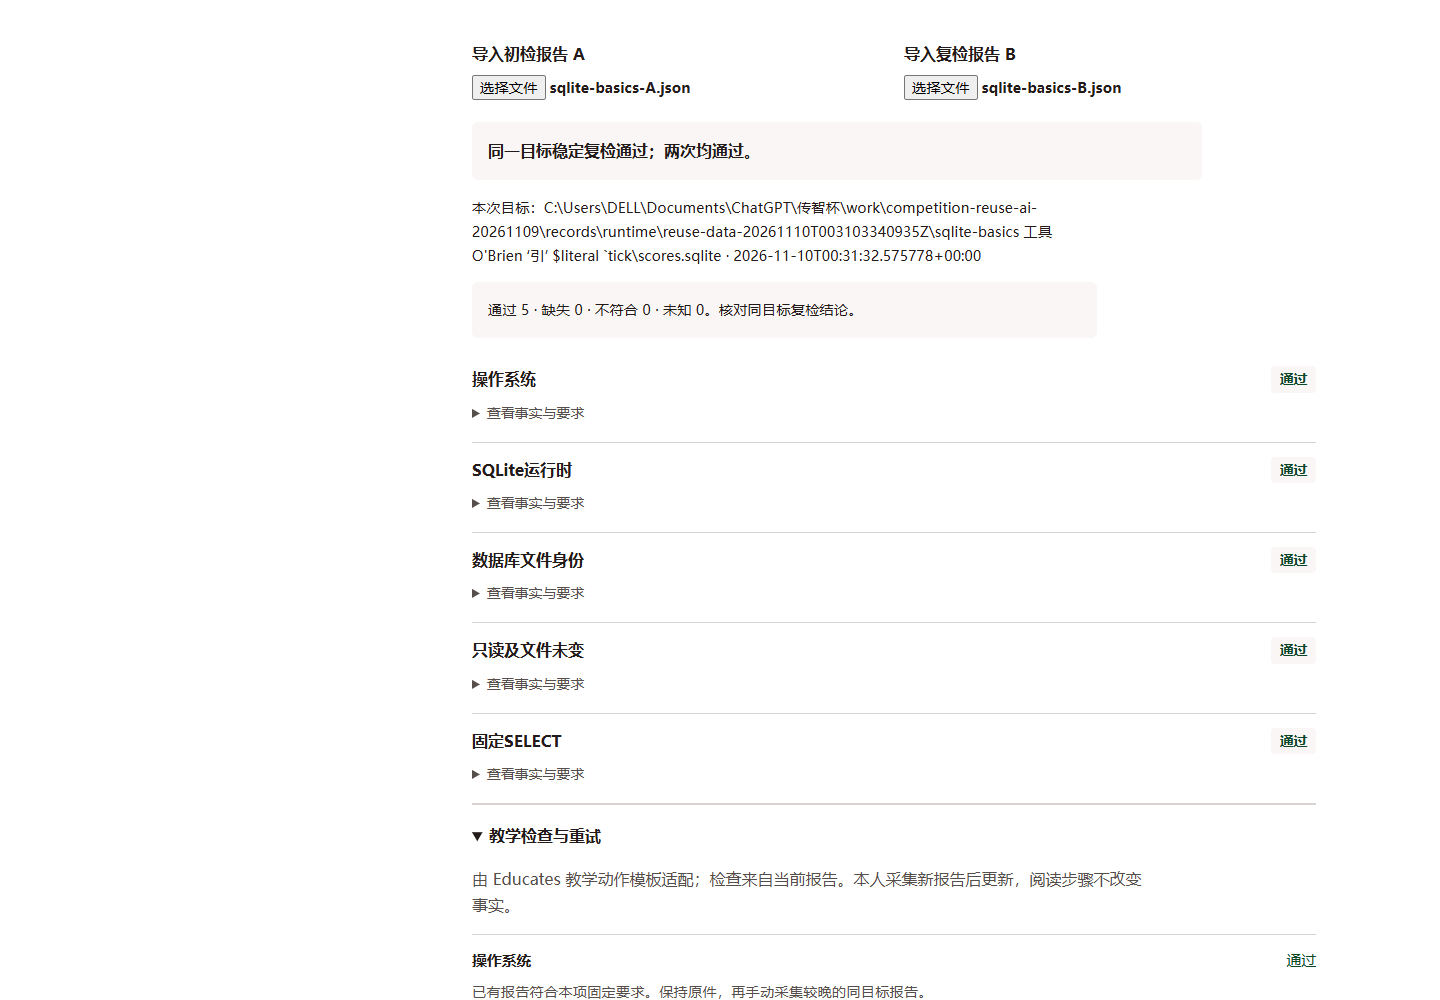 导入初检报告 A
选择文件 sqlite-basics-A.json
导入复检报告 B
选择文件 sqlite-basics-B.json
同一目标稳定复检通过；两次均通过。
本次目标：C:\Users\DELL\Documents\ChatGPT\传智杯\work\competition-reuse-ai-
20261109\records\runtime\reuse-data-20261110T003103340935Z\sqlite-basics 工具
O'Brien ‘引’ $literal `tick\scores.sqlite · 2026-11-10T00:31:32.575778+00:00
通过 5 · 缺失 0 · 不符合 0 · 未知 0。核对同目标复检结论。
操作系统 通过
查看事实与要求
SQLite运行时 通过
查看事实与要求
数据库文件身份 通过
查看事实与要求
只读及文件未变 通过
查看事实与要求
固定SELECT 通过
查看事实与要求
教学检查与重试
由 Educates 教学动作模板适配；检查来自当前报告。本人采集新报告后更新，阅读步骤不改变
事实。
操作系统 通过
已有报告符合本项固定要求。保持原件，再手动采集较晚的同目标报告。